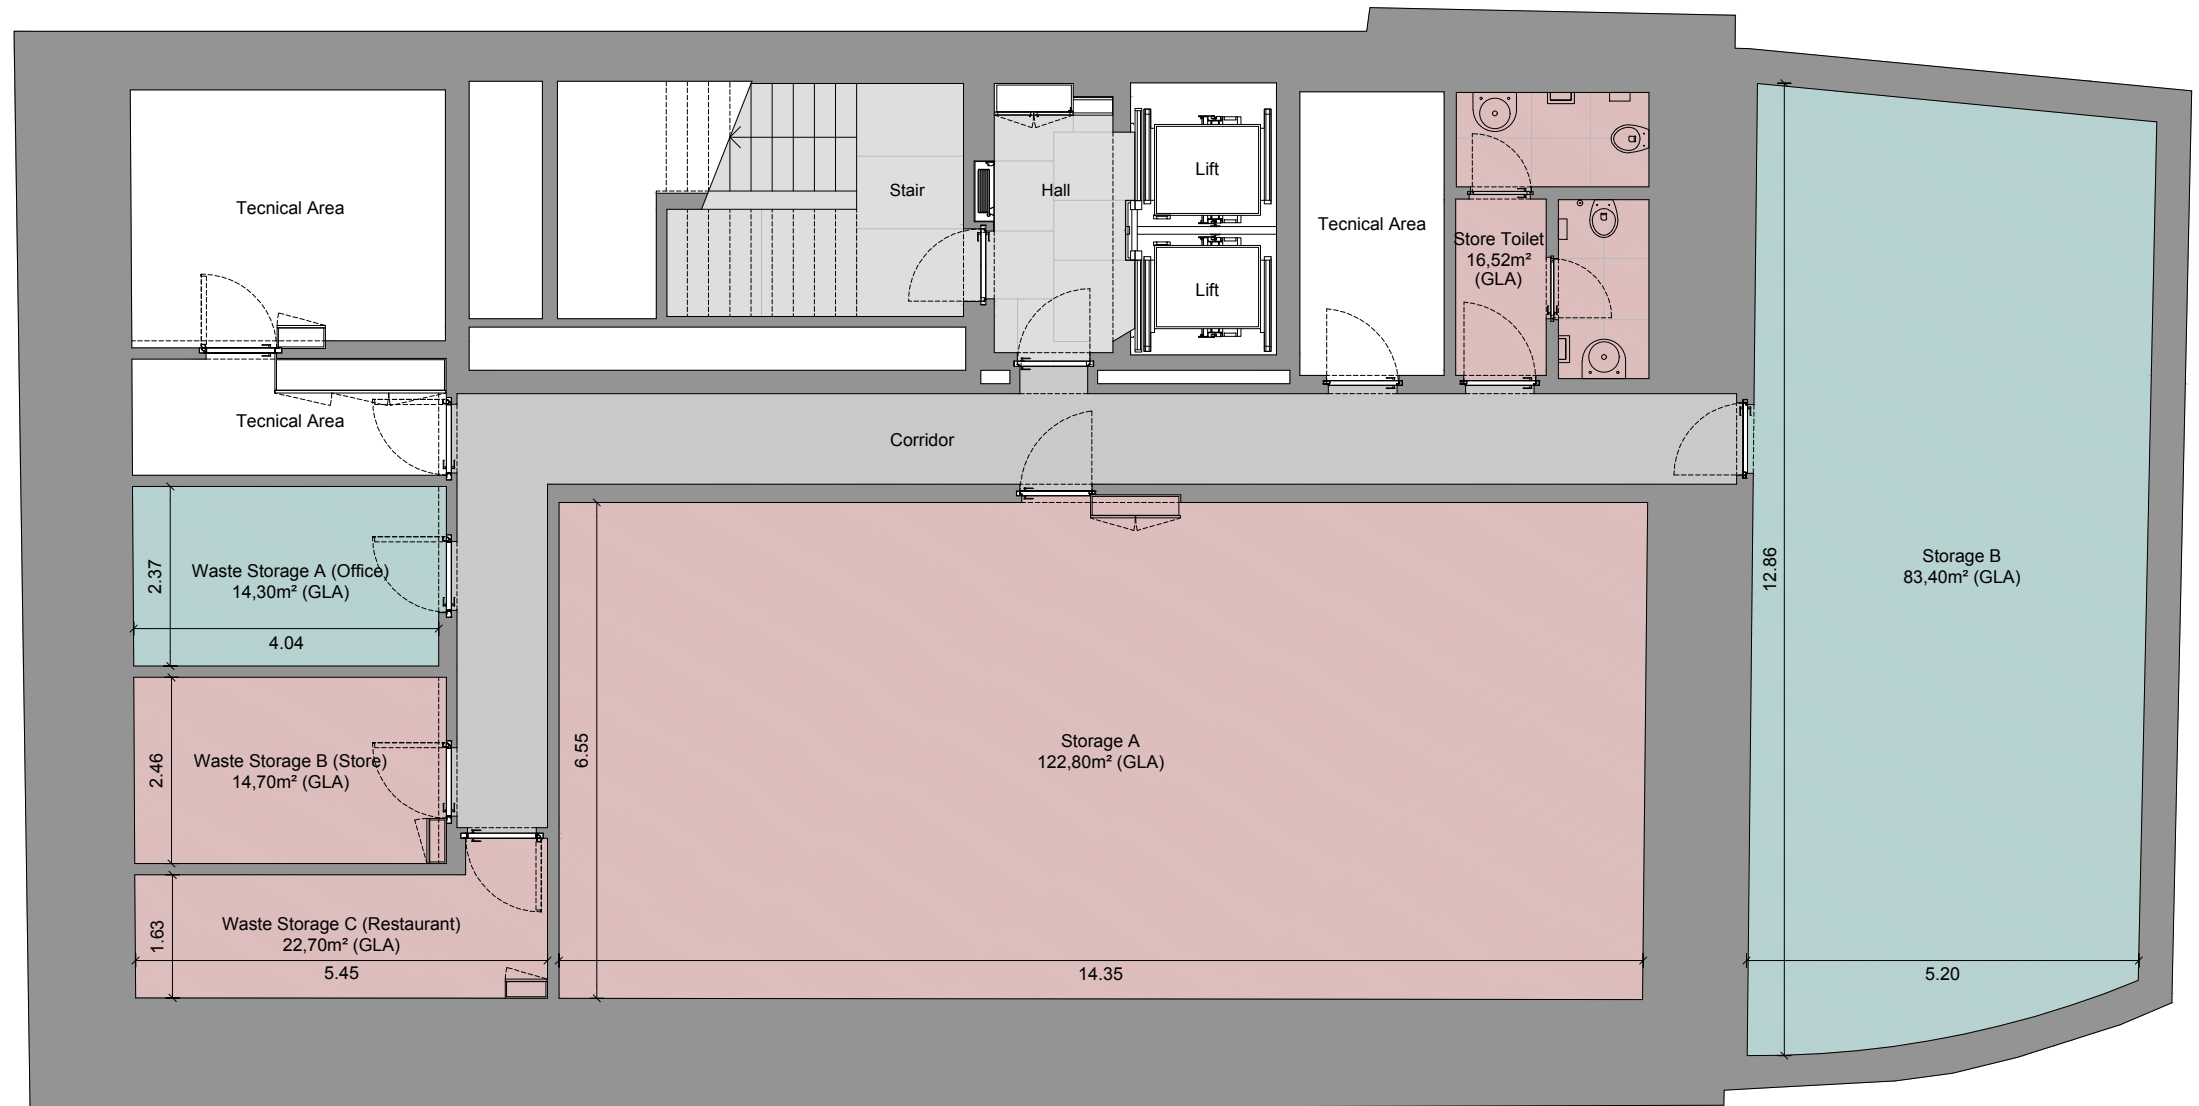 Tecnical Area
Stair
Hall
Lift
Lift
Tecnical Area
Store Toilet
16,52m²
(GLA)
Tecnical Area
Corridor
Waste Storage A (Office)
14,30m² (GLA)
2.37
4.04
Waste Storage B (Store)
14,70m² (GLA)
2.46
Waste Storage C (Restaurant)
22,70m² (GLA)
1.63
5.45
Storage A
122,80m² (GLA)
6.55
14.35
Storage B
83,40m² (GLA)
12.86
5.20